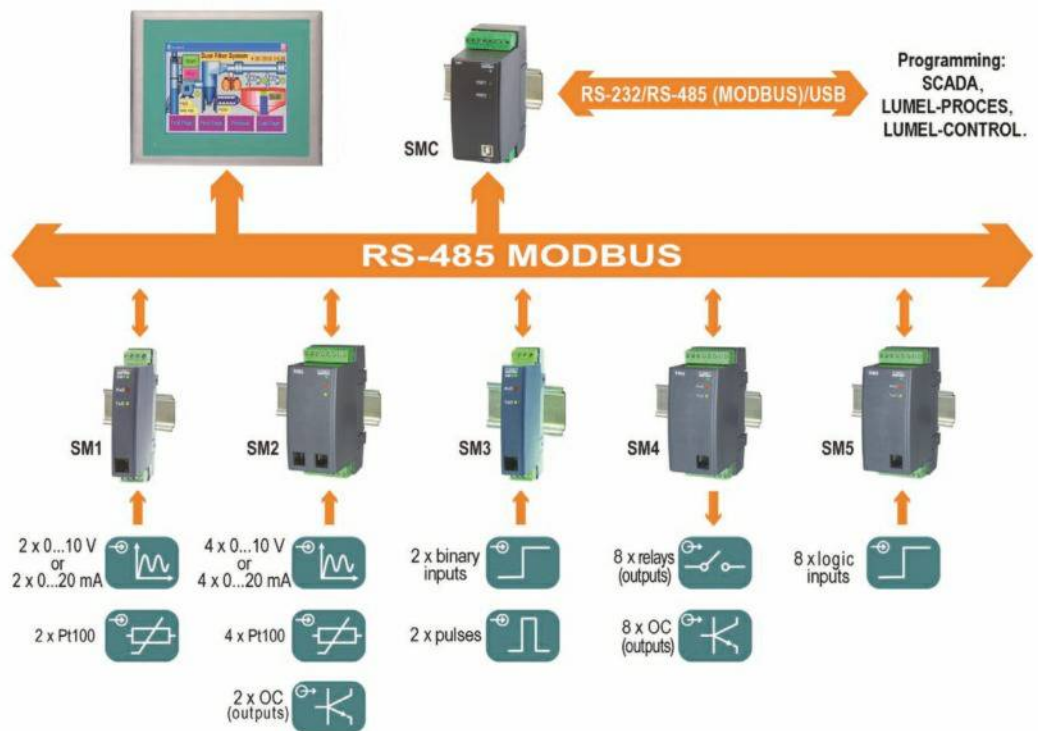 Dual Filter System
Programming:
SCADA,
LUMEL-PROCES,
LUMEL-CONTROL.
RS-232/RS-485 (MODBUS)/USB
SMC
RS-485 MODBUS
SM1
SM2
SM3
SM4
SM5
2 x 0...10 V
or
2 x 0...20 mA
2 x Pt100
4 x 0...10 V
or
4 x 0...20 mA
4 x Pt100
2 x OC
(outputs)
2 x binary
inputs
2 x pulses
8 x relays
(outputs)
8 x OC
(outputs)
8 x logic
inputs